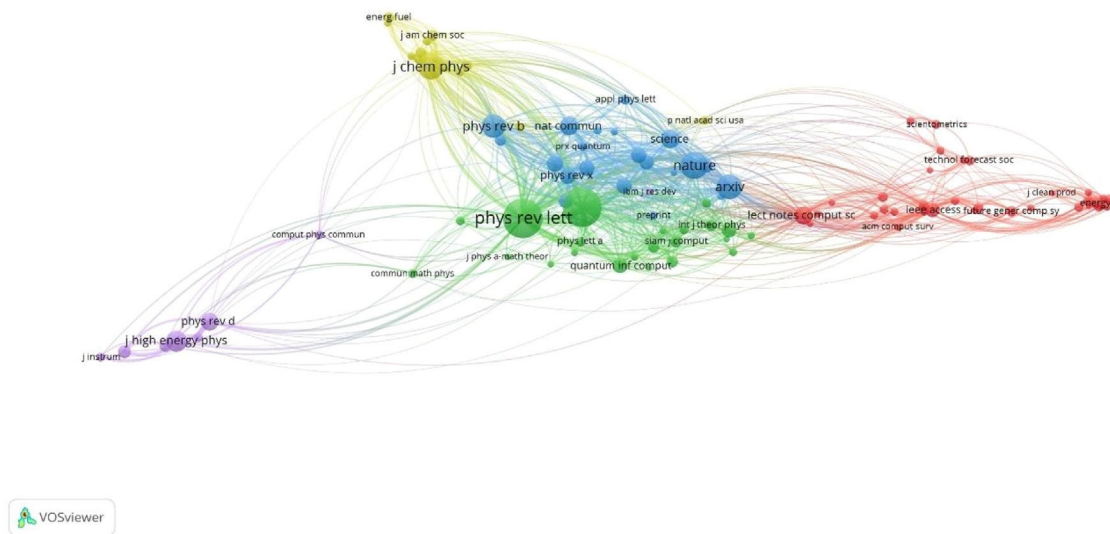 energ fuel
j am chem soc
j chem phys
appl phys lett
p natl acad sci usa
phys rev b
nat commun
scientometrics
science
prx quantum
technol forecast soc
nature
phys rev x
arxiv
ibm j res dev
j clean prod
energy
phys rev lett
preprint
lect notes comput sc
ieee access
future gener comp sy
int j theor phys
acm comput surv
comput phys commun
phys lett a
siam j comput
j phys a-math theor
quantum inf comput
commun math phys
phys rev d
j high energy phys
j instrum
VOSviewer